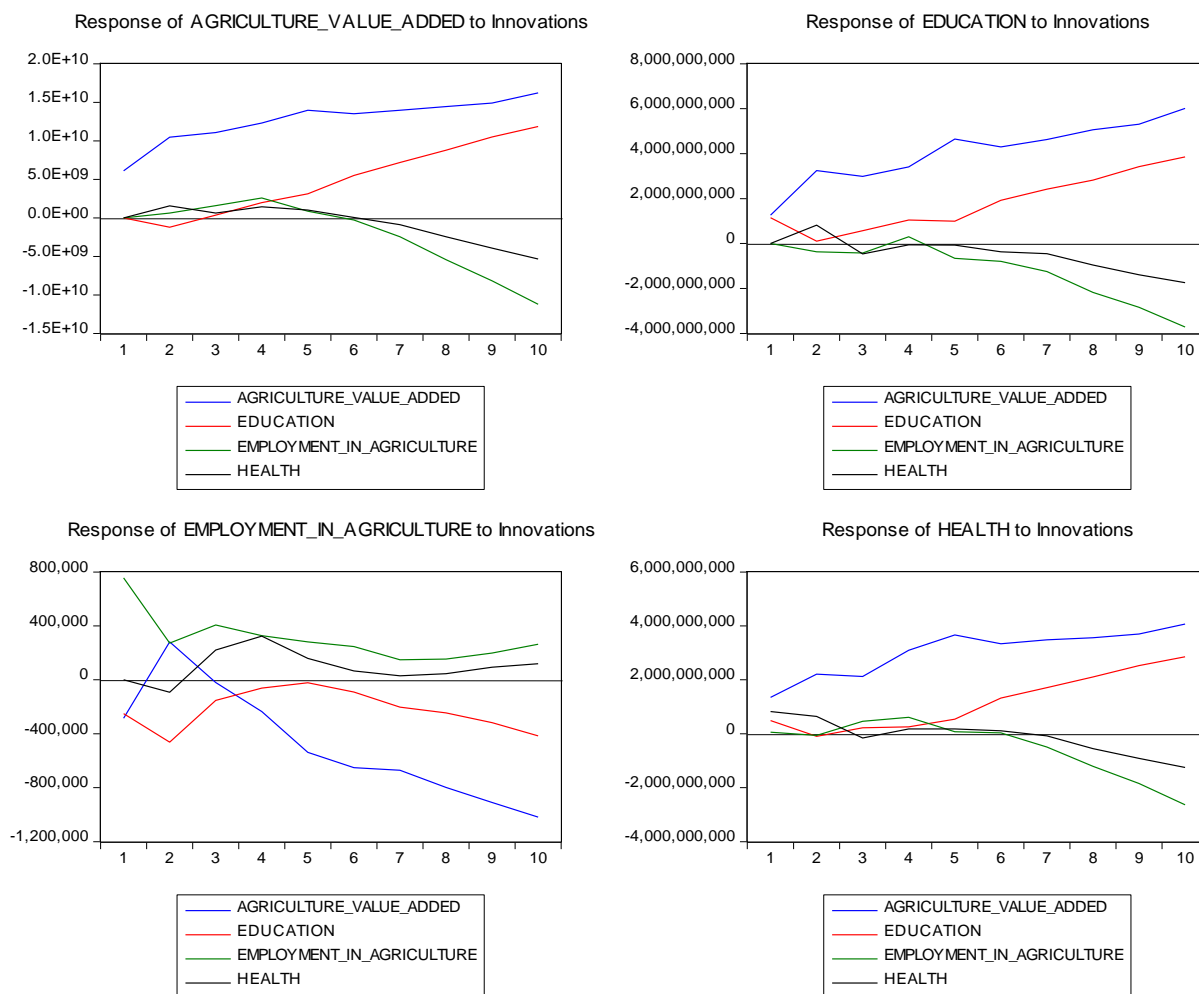 Response of AGRICULTURE_VALUE_ADDED to Innovations
2.0E+10
1.5E+10
1.0E+10
5.0E+09
0.0E+00
-5.0E+09
-1.0E+10
-1.5E+10
1 2 3 4 5 6 7 8 9 10
AGRICULTURE_VALUE_ADDED
EDUCATION
EMPLOYMENT_IN_AGRICULTURE
HEALTH
Response of EDUCATION to Innovations
8,000,000,000
6,000,000,000
4,000,000,000
2,000,000,000
0
-2,000,000,000
-4,000,000,000
1 2 3 4 5 6 7 8 9 10
AGRICULTURE_VALUE_ADDED
EDUCATION
EMPLOYMENT_IN_AGRICULTURE
HEALTH
Response of EMPLOYMENT_IN_AGRICULTURE to Innovations
800,000
400,000
0
-400,000
-800,000
-1,200,000
1 2 3 4 5 6 7 8 9 10
AGRICULTURE_VALUE_ADDED
EDUCATION
EMPLOYMENT_IN_AGRICULTURE
HEALTH
Response of HEALTH to Innovations
6,000,000,000
4,000,000,000
2,000,000,000
0
-2,000,000,000
-4,000,000,000
1 2 3 4 5 6 7 8 9 10
AGRICULTURE_VALUE_ADDED
EDUCATION
EMPLOYMENT_IN_AGRICULTURE
HEALTH